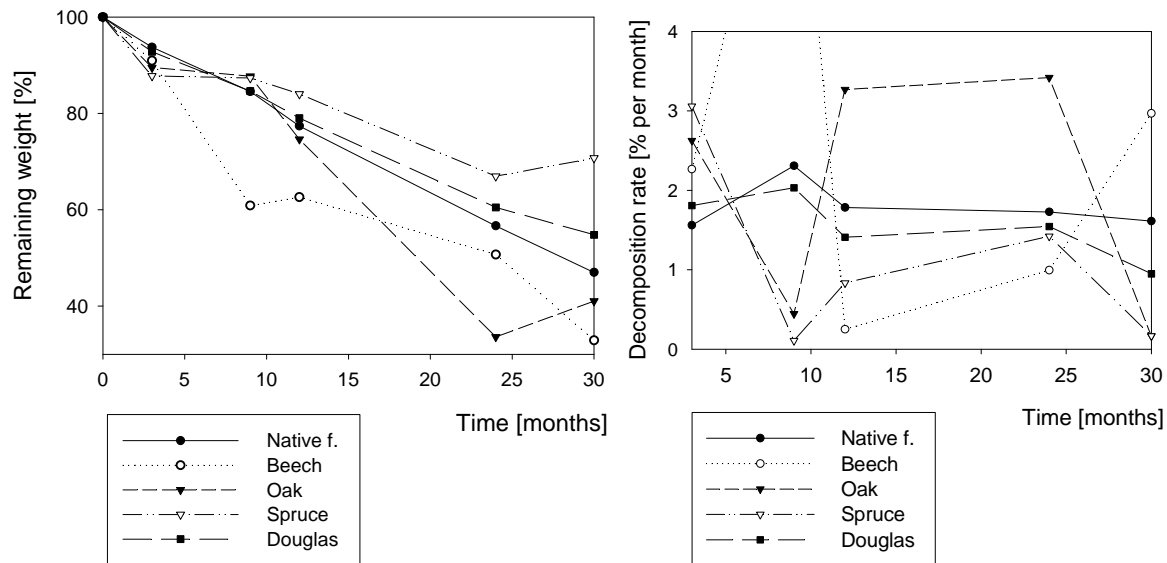 Remaining weight [%]
100
80
60
40
0 5 10 15 20 25 30
Time [months]
Native f.
Beech
Oak
Spruce
Douglas
Decomposition rate [% per month]
4
3
2
1
0
5 10 15 20 25 30
Time [months]
Native f.
Beech
Oak
Spruce
Douglas